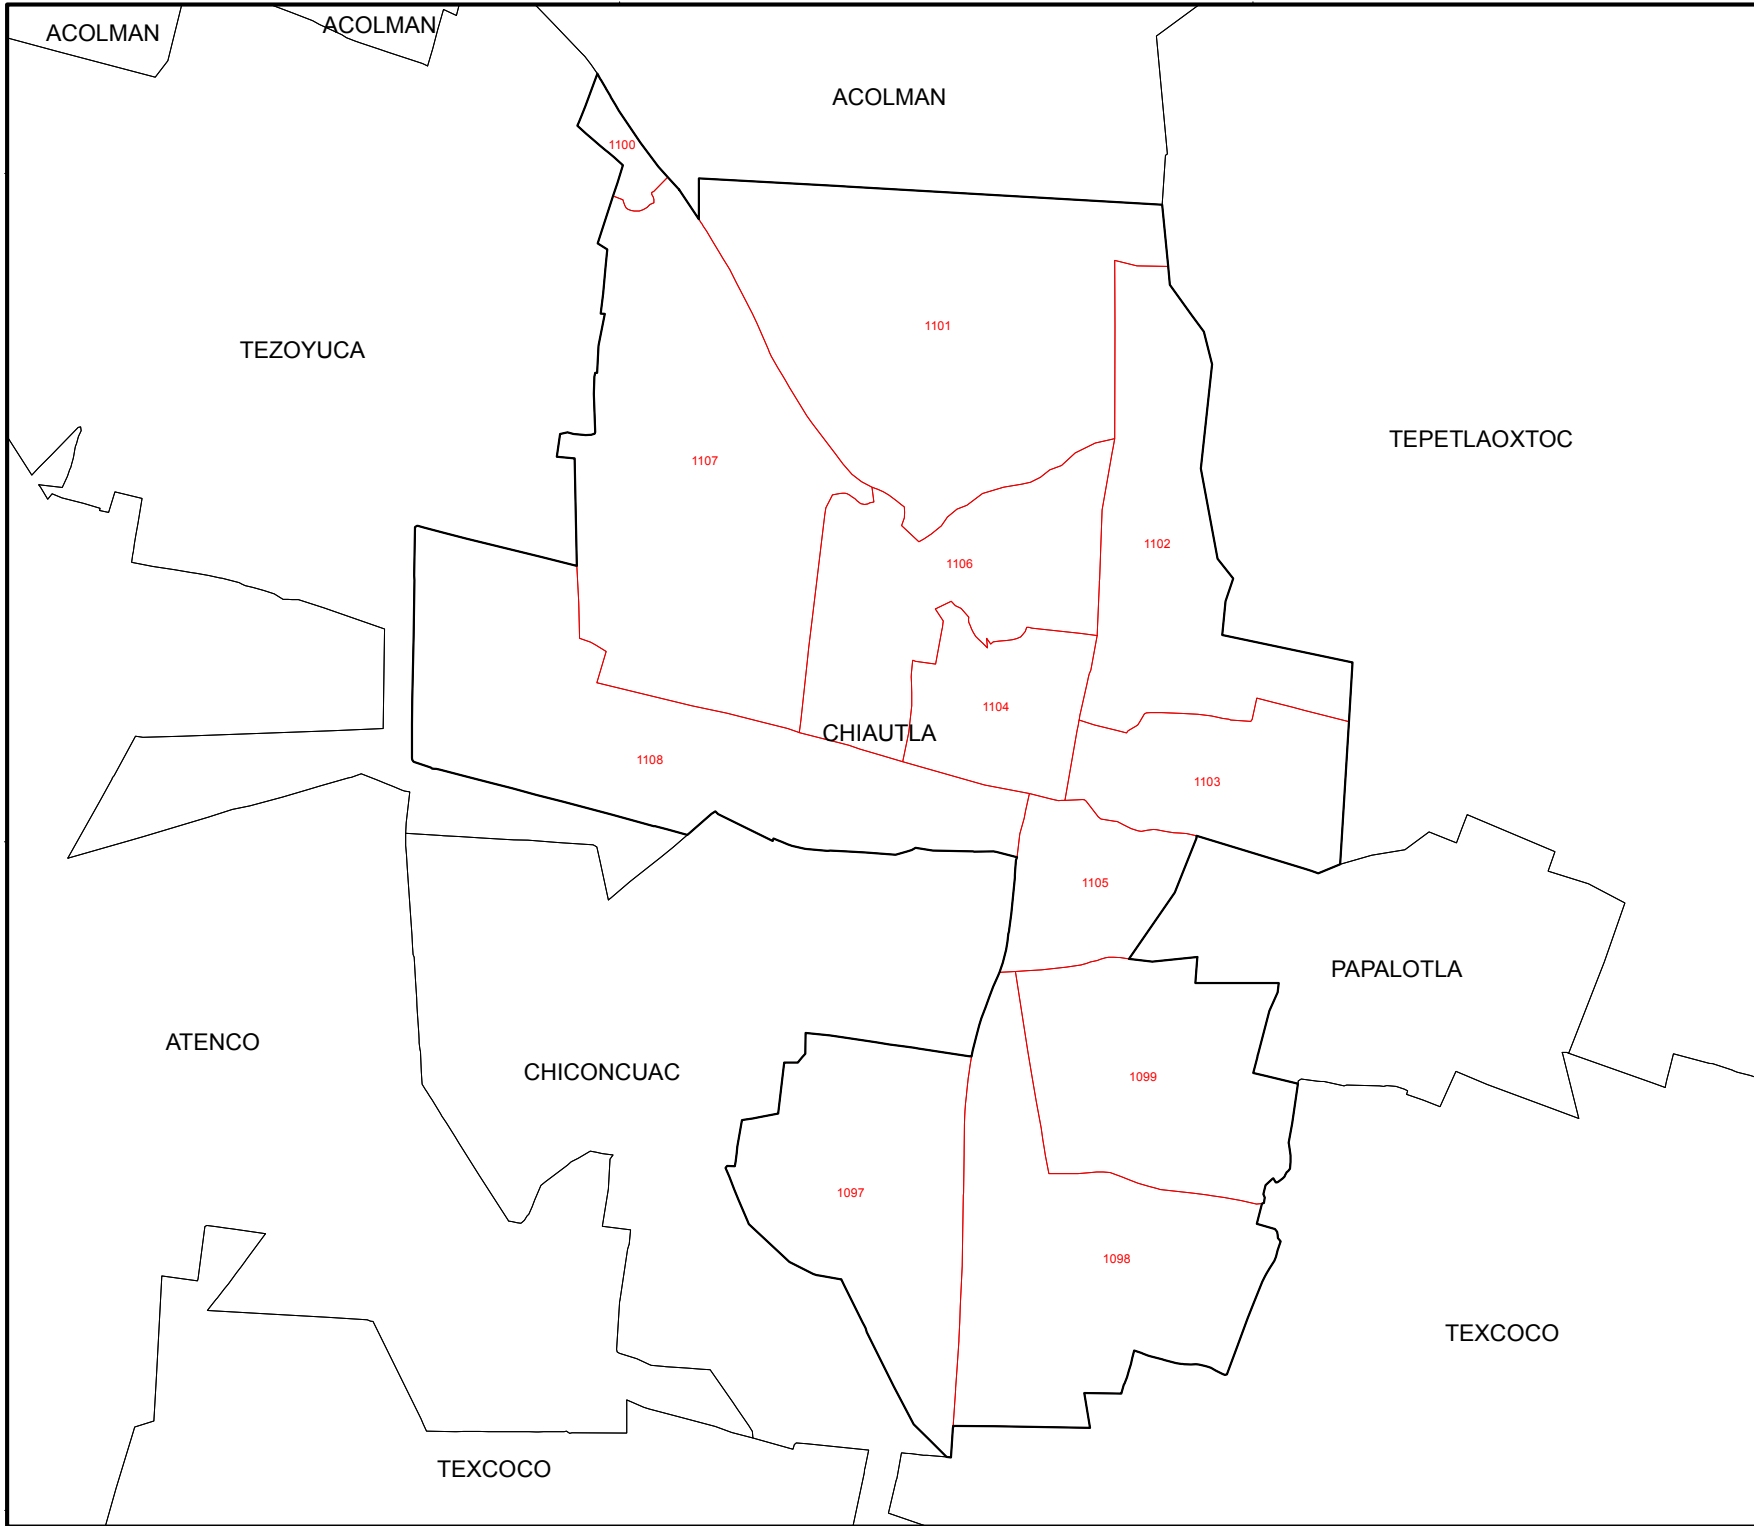 ACOLMAN
ACOLMAN
ACOLMAN
1100
1101
TEZOYUCA
TEPETLAOXTOC
1107
1102
1106
1104
CHIAUTLA
1108
1103
1105
PAPALOTLA
ATENCO
CHICONCUAC
1099
1097
1098
TEXCOCO
TEXCOCO